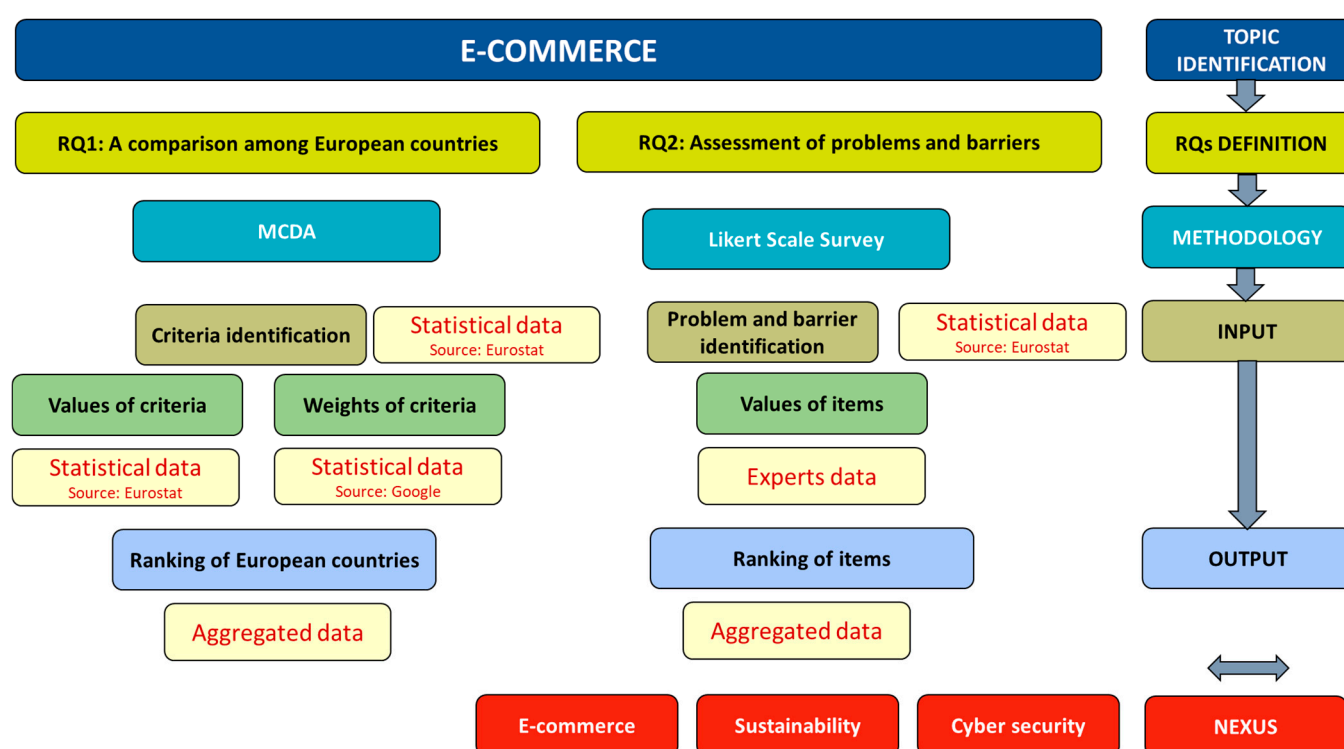 E-COMMERCE
TOPIC
IDENTIFICATION
RQ1: A comparison among European countries
RQ2: Assessment of problems and barriers
RQs DEFINITION
MCDA
Likert Scale Survey
METHODOLOGY
Criteria identification
Statistical data
Source: Eurostat
Problem and barrier
identification
Statistical data
Source: Eurostat
INPUT
Values of criteria
Weights of criteria
Values of items
Statistical data
Source: Eurostat
Statistical data
Source: Google
Experts data
Ranking of European countries
Ranking of items
OUTPUT
Aggregated data
Aggregated data
E-commerce
Sustainability
Cyber security
NEXUS